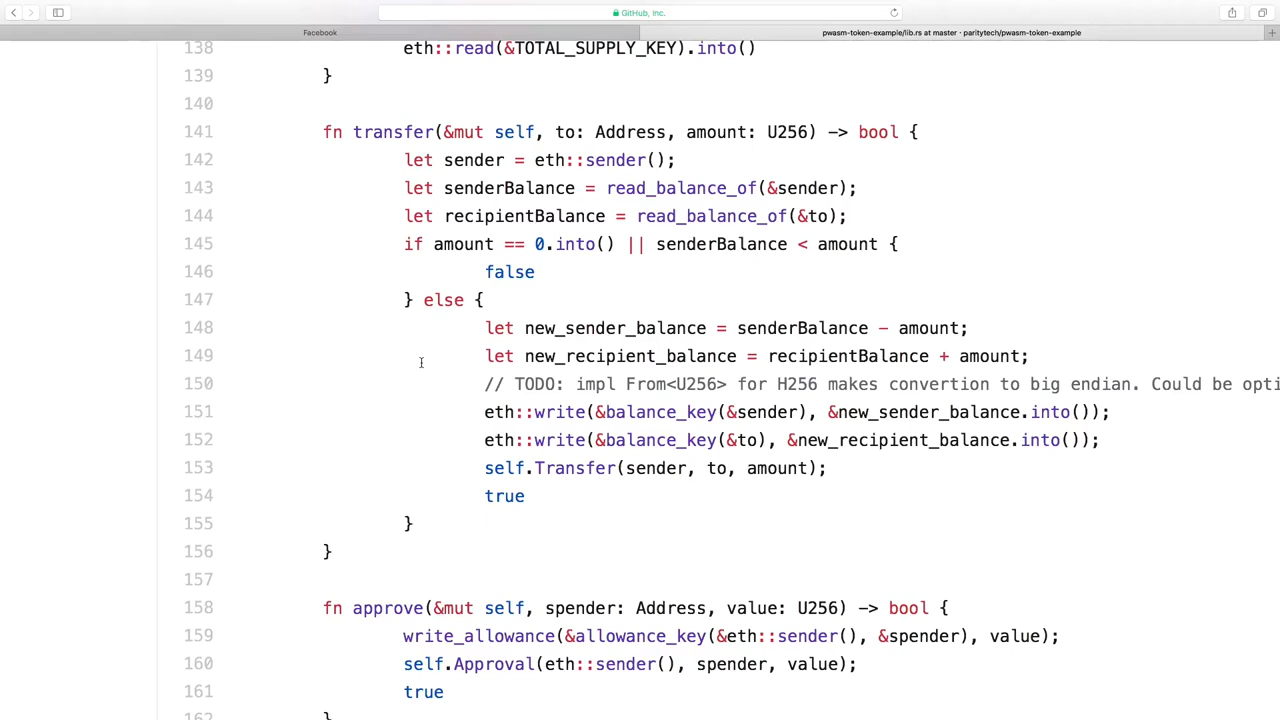 GitHub, Inc.
Facebook
pwasm-token-example/lib.rs at master · paritytech/pwasm-token-example
138 eth::read(&TOTAL_SUPPLY_KEY).into()
139 }
140
141 fn transfer(&mut self, to: Address, amount: U256) -> bool {
142 let sender = eth::sender();
143 let senderBalance = read_balance_of(&sender);
144 let recipientBalance = read_balance_of(&to);
145 if amount == 0.into() || senderBalance < amount {
146 false
147 } else {
148 let new_sender_balance = senderBalance - amount;
149 let new_recipient_balance = recipientBalance + amount;
150 // TODO: impl From<U256> for H256 makes convertion to big endian. Could be opti
151 eth::write(&balance_key(&sender), &new_sender_balance.into());
152 eth::write(&balance_key(&to), &new_recipient_balance.into());
153 self.Transfer(sender, to, amount);
154 true
155 }
156 }
157
158 fn approve(&mut self, spender: Address, value: U256) -> bool {
159 write_allowance(&allowance_key(&eth::sender(), &spender), value);
160 self.Approval(eth::sender(), spender, value);
161 true
162 }